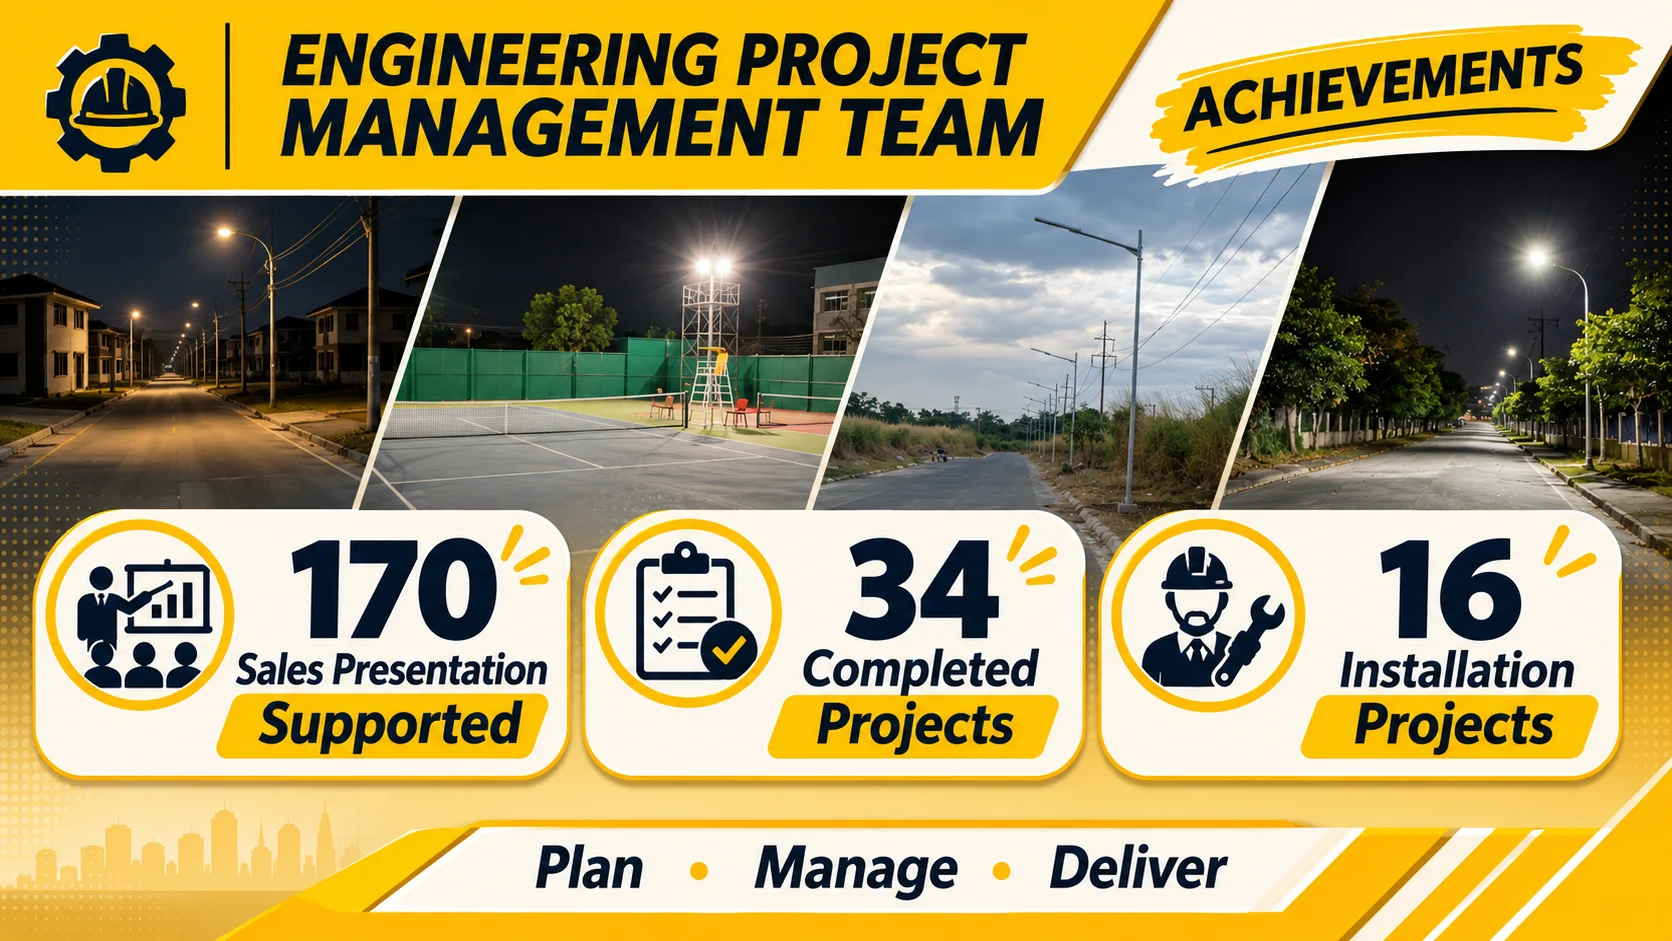 ENGINEERING PROJECT
MANAGEMENT TEAM
ACHIEVEMENTS
170
Sales Presentation
Supported
34
Completed
Projects
16
Installation
Projects
Plan • Manage • Deliver